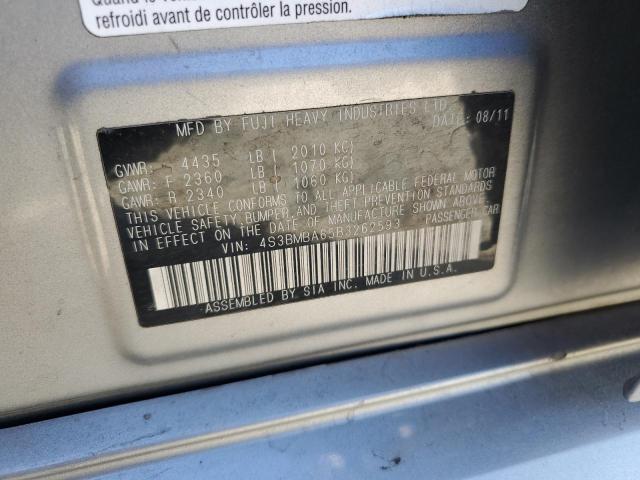 refroidi avant de contrôler la pression.
MFD BY FUJI HEAVY INDUSTRIES LTD.
DATE: 08/11
GVWR: 4435 LB ( 2010 KG)
GAWR: F 2360 LB ( 1070 KG)
GAWR: R 2340 LB ( 1060 KG)
THIS VEHICLE CONFORMS TO ALL APPLICABLE FEDERAL MOTOR
VEHICLE SAFETY, BUMPER, AND THEFT PREVENTION STANDARDS
IN EFFECT ON THE DATE OF MANUFACTURE SHOWN ABOVE.
VIN: 4S3BMBA65B3262593 PASSENGER CAR
ASSEMBLED BY SIA INC. MADE IN U.S.A.